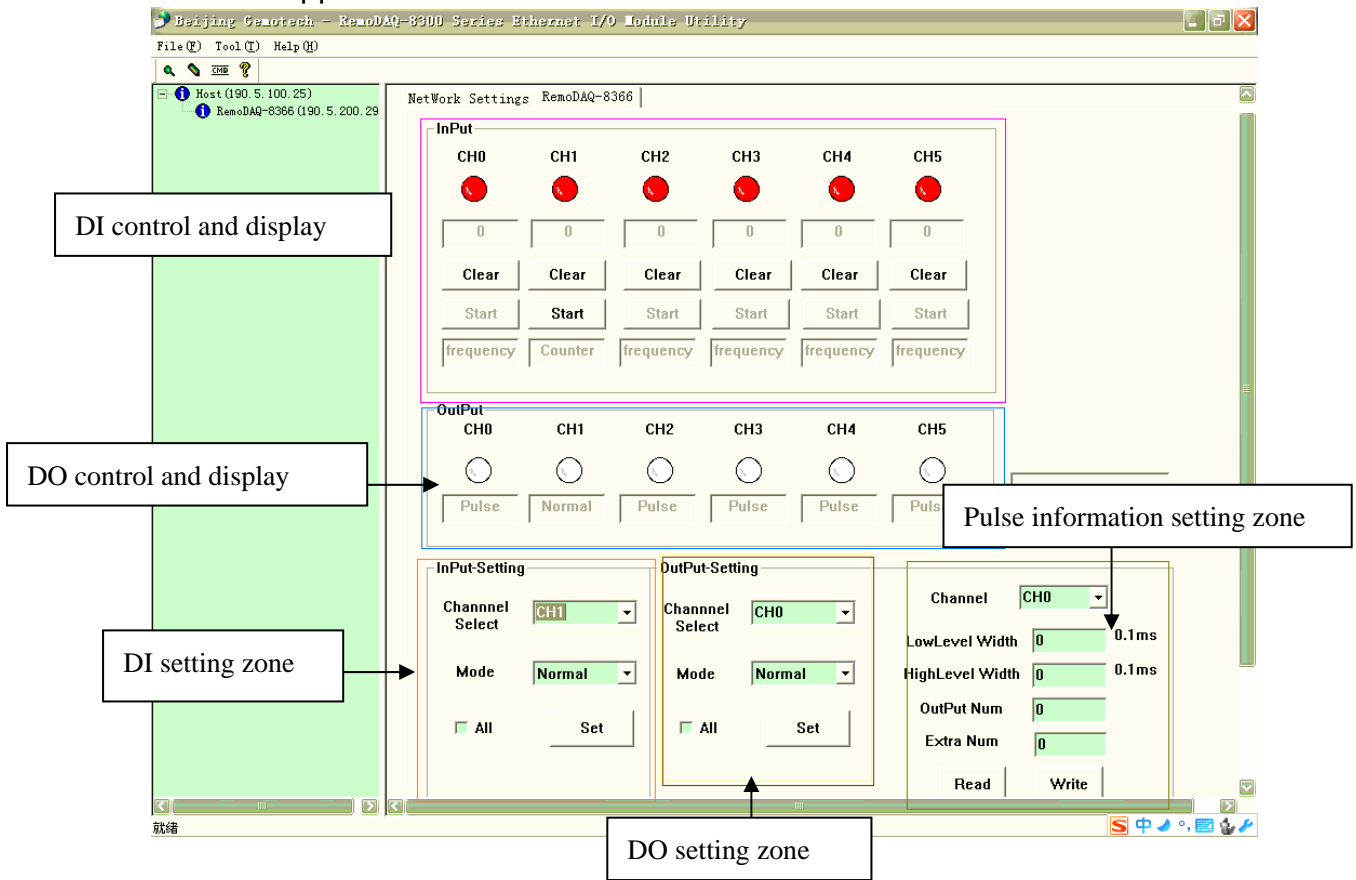 Beijing Gemotech - RemoDAQ-8300 Series Ethernet I/O Module Utility
File(F) Tool(T) Help(H)
CMD
Host(190.5.100.25)
RemoDAQ-8366(190.5.200.29
NetWork Settings RemoDAQ-8366
InPut
CH0 CH1 CH2 CH3 CH4 CH5
DI control and display
0 0 0 0 0 0
Clear Clear Clear Clear Clear Clear
Start Start Start Start Start Start
frequency Counter frequency frequency frequency frequency
OutPut
CH0 CH1 CH2 CH3 CH4 CH5
DO control and display
Pulse Normal Pulse Pulse Pulse Puls
Pulse information setting zone
InPut-Setting
Channnel Select CH1
Mode Normal
All Set
DI setting zone
OutPut-Setting
Channnel Select CH0
Mode Normal
All Set
DO setting zone
Channel CH0
LowLevel Width 0 0.1ms
HighLevel Width 0 0.1ms
OutPut Num 0
Extra Num 0
Read Write
就绪
S 中